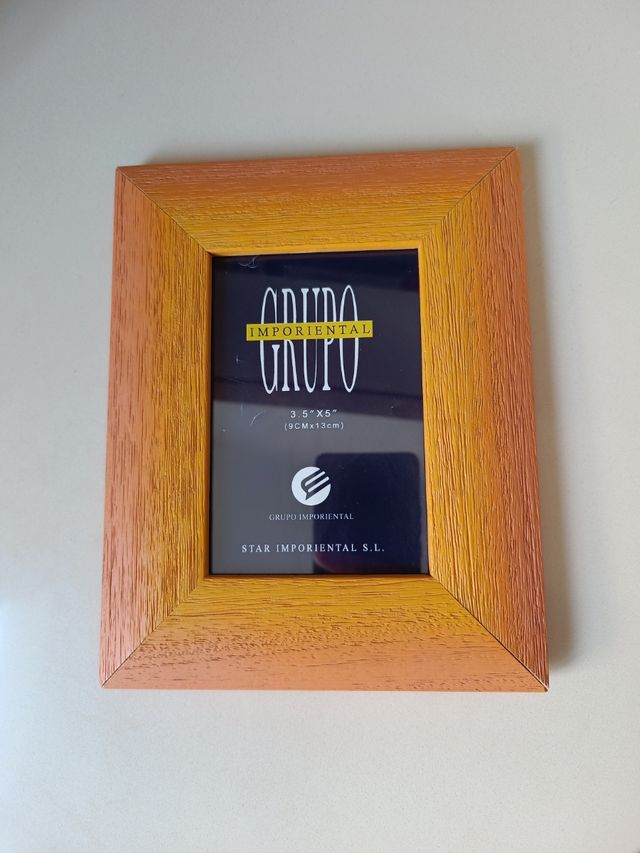 GRUPO
IMPORIENTAL
3.5"X5"
(9CMx13cm)
GRUPO IMPORIENTAL
STAR IMPORIENTAL S.L.